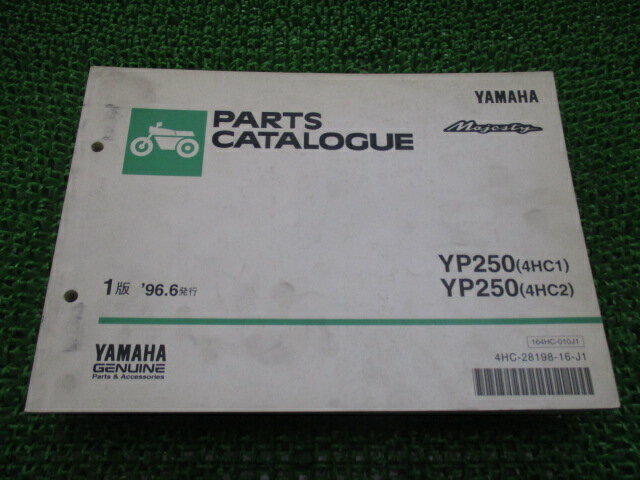 PARTS
CATALOGUE
YAMAHA
Majesty
YP250(4HC1)
YP250(4HC2)
1版 '96.6発行
164HC-010J1
4HC-28198-16-J1
YAMAHA
GENUINE
Parts & Accessories